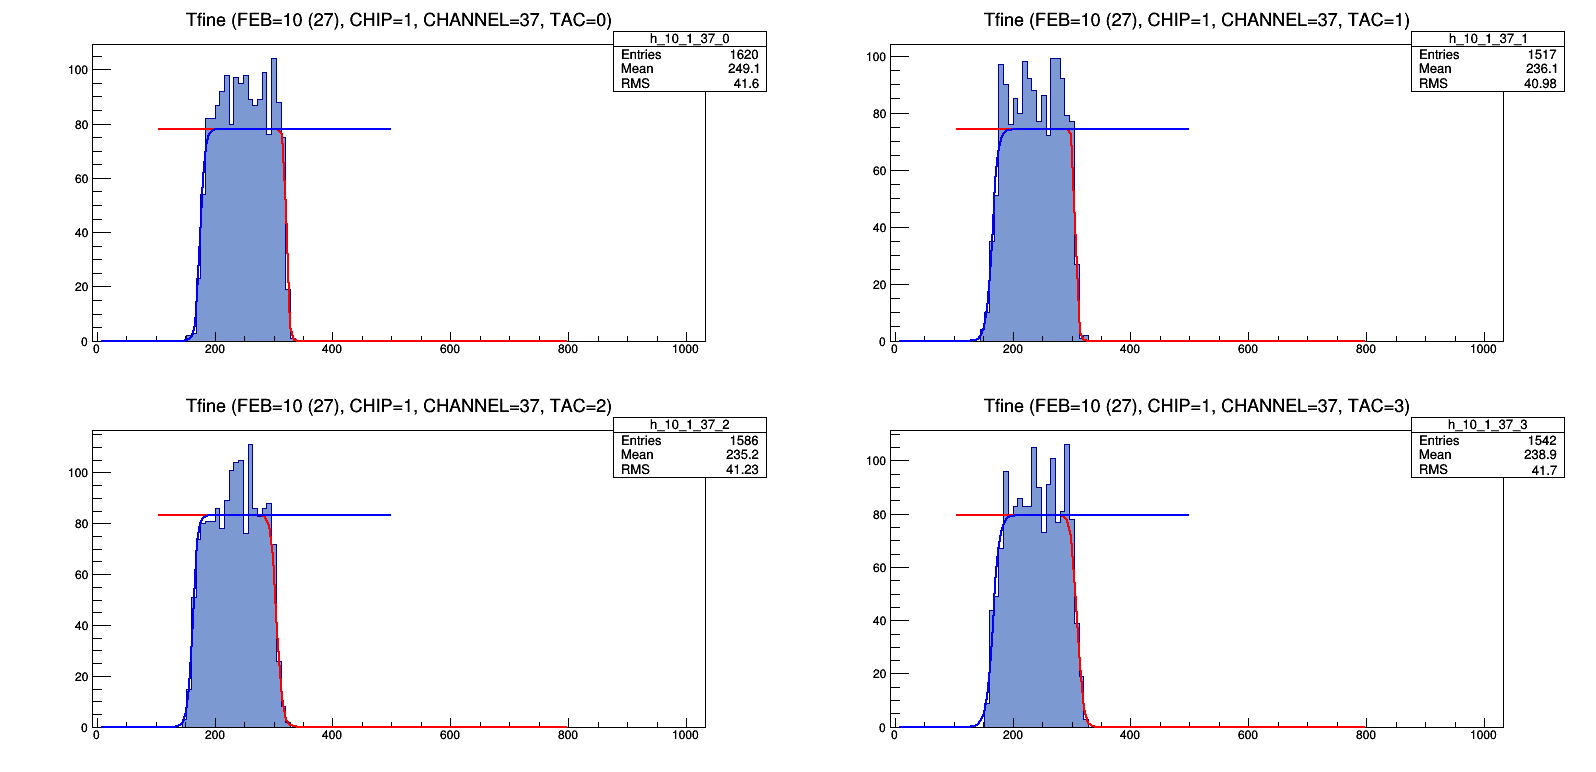 Tfine (FEB=10 (27), CHIP=1, CHANNEL=37, TAC=0)
h_10_1_37_0
Entries 1620
Mean 249.1
RMS 41.6
100
80
60
40
20
0
0 200 400 600 800 1000
Tfine (FEB=10 (27), CHIP=1, CHANNEL=37, TAC=1)
h_10_1_37_1
Entries 1517
Mean 236.1
RMS 40.98
100
80
60
40
20
0
0 200 400 600 800 1000
Tfine (FEB=10 (27), CHIP=1, CHANNEL=37, TAC=2)
h_10_1_37_2
Entries 1586
Mean 235.2
RMS 41.23
100
80
60
40
20
0
0 200 400 600 800 1000
Tfine (FEB=10 (27), CHIP=1, CHANNEL=37, TAC=3)
h_10_1_37_3
Entries 1542
Mean 238.9
RMS 41.7
100
80
60
40
20
0
0 200 400 600 800 1000